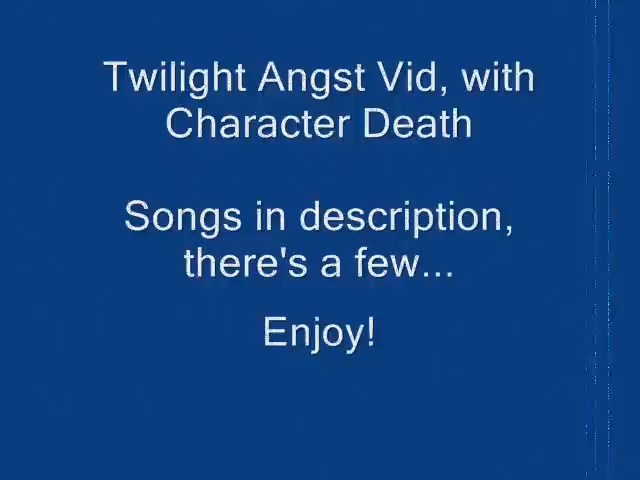 Twilight Angst Vid, with
Character Death
Songs in description,
there's a few...
Enjoy!